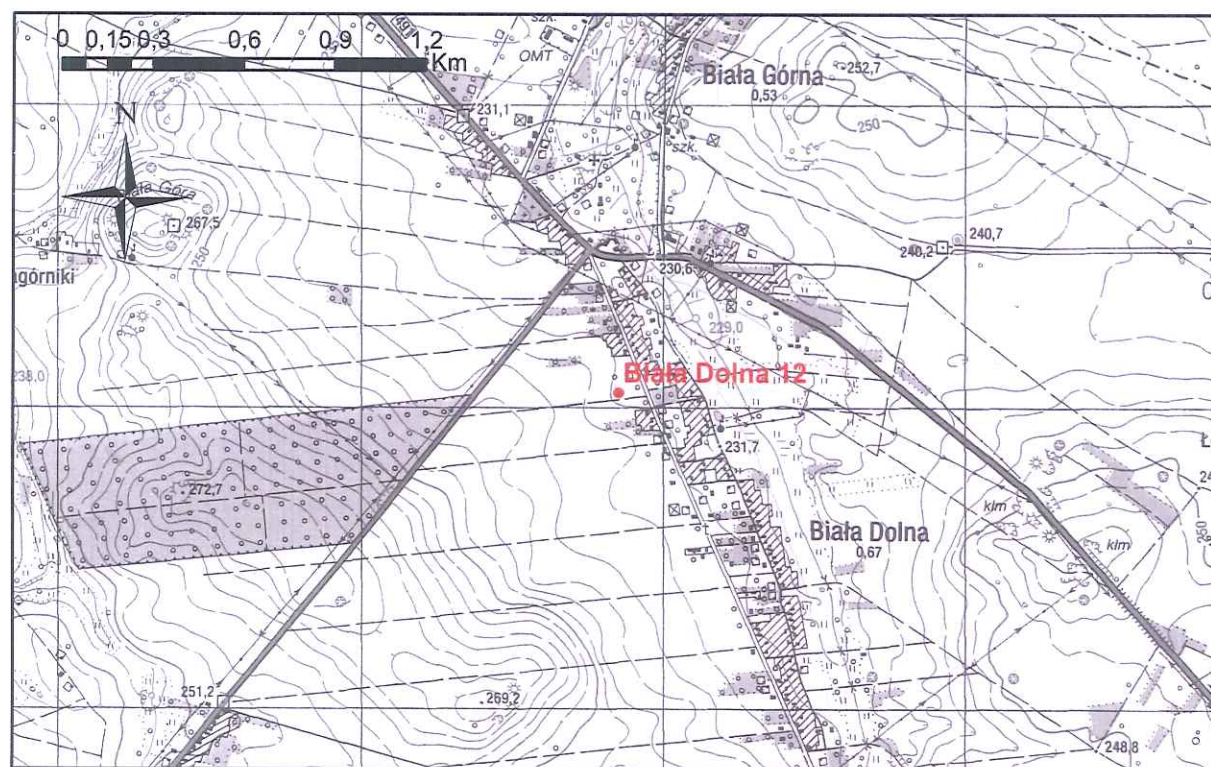 0 0,15 0,3 0,6 0,9 1,2
Km
491
szk.
OMT
Biała Górna
0,53
252,7
250
231,1
szk.
N
Biała Góra
267,5
250
górniki
240,7
240,2
230,6
229,0
238,0
Biała Dolna 12
231,7
272,7
klm
klm
Biała Dolna
0,67
250
251,2
269,2
248,8